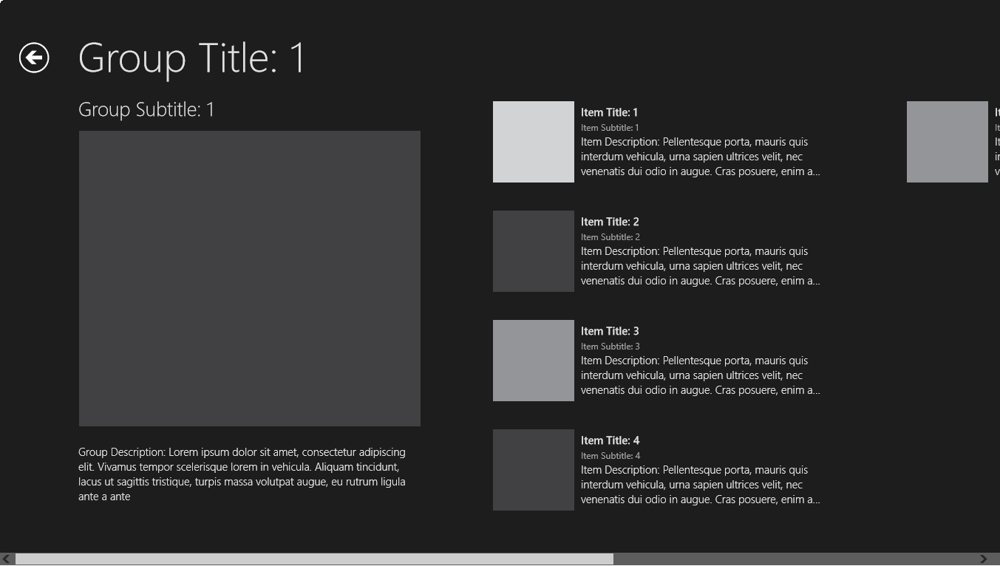 Group Title: 1
Group Subtitle: 1
Group Description: Lorem ipsum dolor sit amet, consectetur adipiscing
elit. Vivamus tempor scelerisque lorem in vehicula. Aliquam tincidunt,
lacus ut sagittis tristique, turpis massa volutpat augue, eu rutrum ligula
ante a ante
Item Title: 1
Item Subtitle: 1
Item Description: Pellentesque porta, mauris quis
interdum vehicula, urna sapien ultrices velit, nec
venenatis dui odio in augue. Cras posuere, enim a...
Item Title: 2
Item Subtitle: 2
Item Description: Pellentesque porta, mauris quis
interdum vehicula, urna sapien ultrices velit, nec
venenatis dui odio in augue. Cras posuere, enim a...
Item Title: 3
Item Subtitle: 3
Item Description: Pellentesque porta, mauris quis
interdum vehicula, urna sapien ultrices velit, nec
venenatis dui odio in augue. Cras posuere, enim a...
Item Title: 4
Item Subtitle: 4
Item Description: Pellentesque porta, mauris quis
interdum vehicula, urna sapien ultrices velit, nec
venenatis dui odio in augue. Cras posuere, enim a...